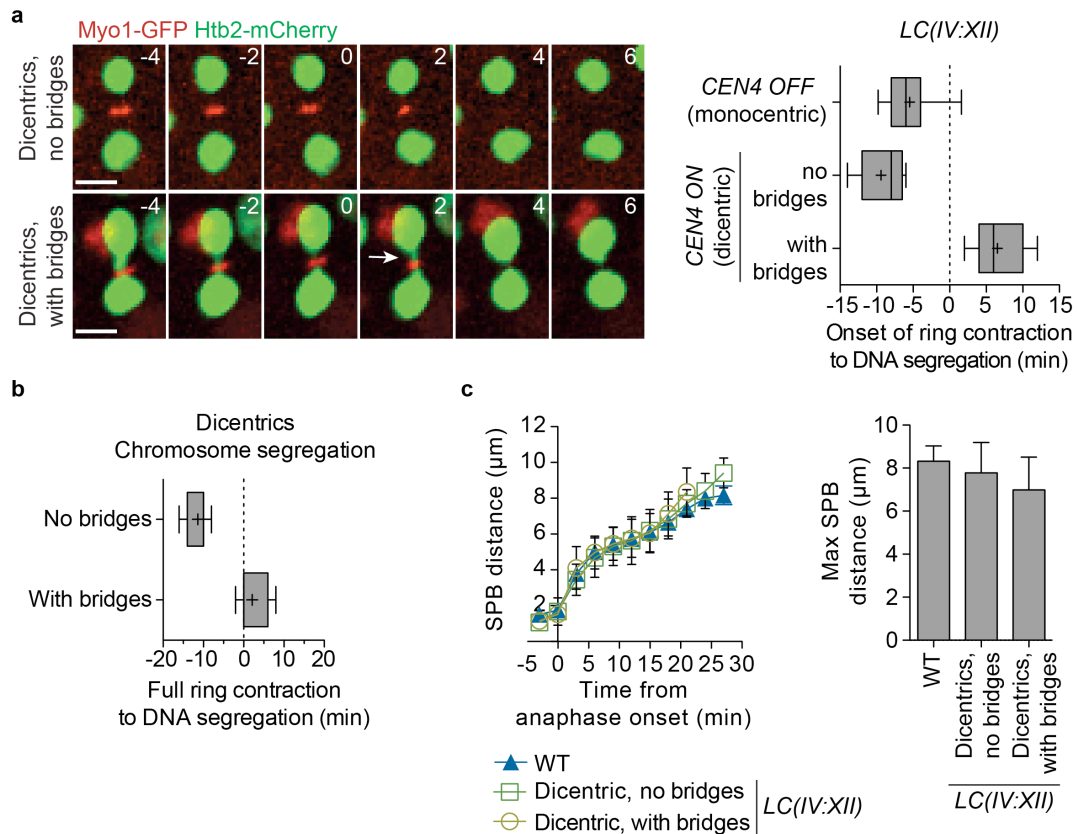 a
Myo1-GFP Htb2-mCherry
Dicentrics,
no bridges
-4 -2 0 2 4 6
Dicentrics,
with bridges
-4 -2 0 2 4 6
LC(IV:XII)
CEN4 OFF
(monocentric)
CEN4 ON
(dicentric)
no
bridges
with
bridges
-15 -10 -5 0 5 10 15
Onset of ring contraction
to DNA segregation (min)
b
Dicentrics
Chromosome segregation
No bridges
With bridges
-20 -10 0 10 20
Full ring contraction
to DNA segregation (min)
c
SPB distance (µm)
12
10
8
6
4
2
-5 0 5 10 15 20 25 30
Time from
anaphase onset (min)
WT
Dicentric, no bridges
Dicentric, with bridges
LC(IV:XII)
Max SPB
distance (µm)
10
8
6
4
2
0
WT
Dicentrics,
no bridges
Dicentrics,
with bridges
LC(IV:XII)